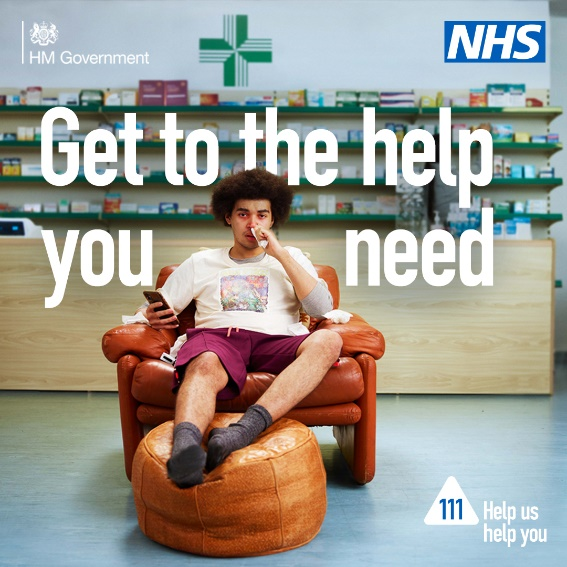 HM Government
NHS
Get to the help
you need
111
Help us
help you